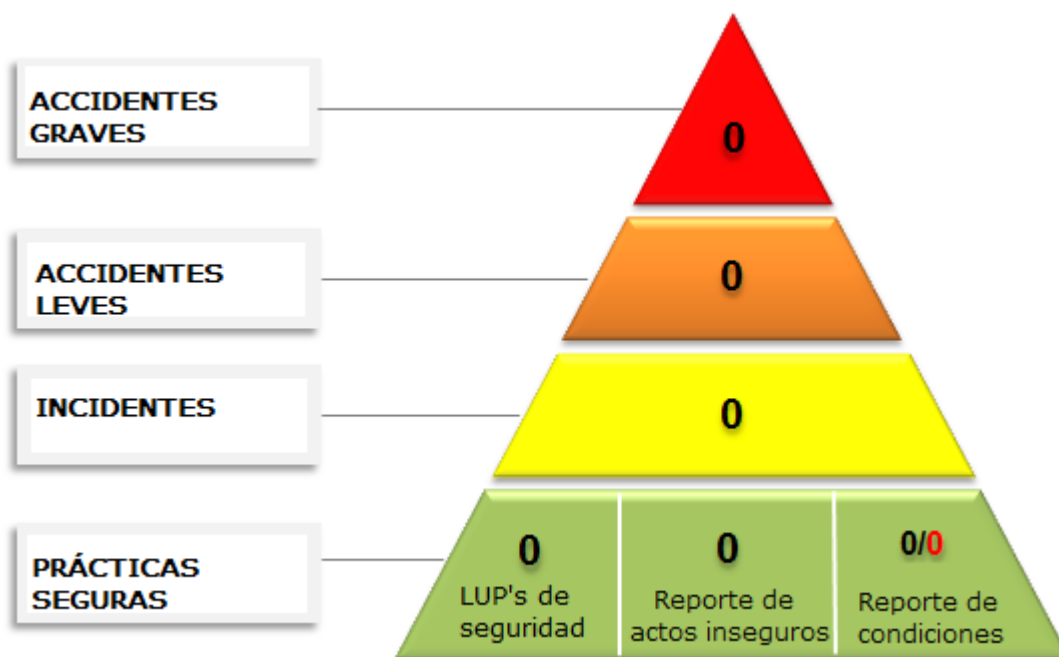 ACCIDENTES
GRAVES
0
ACCIDENTES
LEVES
0
INCIDENTES
0
PRÁCTICAS
SEGURAS
0
LUP's de
seguridad
0
Reporte de
actos inseguros
0/0
Reporte de
condiciones